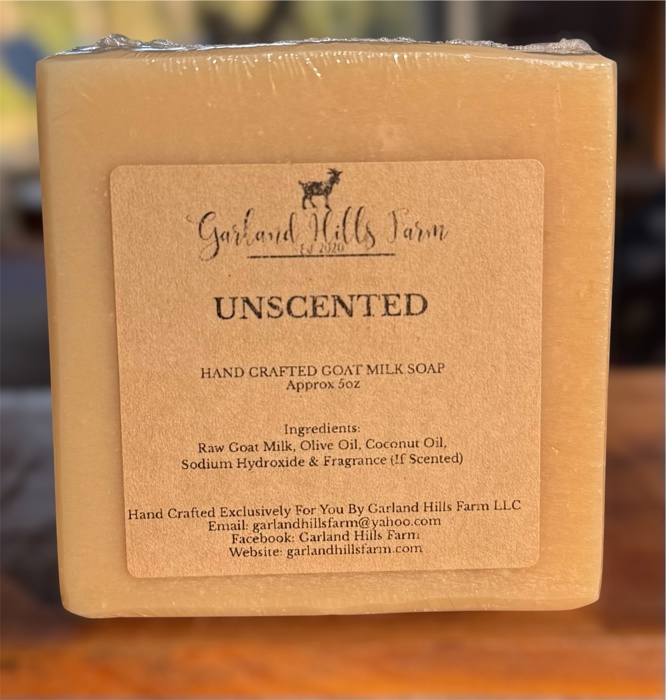 Garland Hills Farm
Est 2020
UNSCENTED
HAND CRAFTED GOAT MILK SOAP
Approx 5oz
Ingredients:
Raw Goat Milk, Olive Oil, Coconut Oil,
Sodium Hydroxide & Fragrance (If Scented)
Hand Crafted Exclusively For You By Garland Hills Farm LLC
Email: garlandhillsfarm@yahoo.com
Facebook: Garland Hills Farm
Website: garlandhillsfarm.com